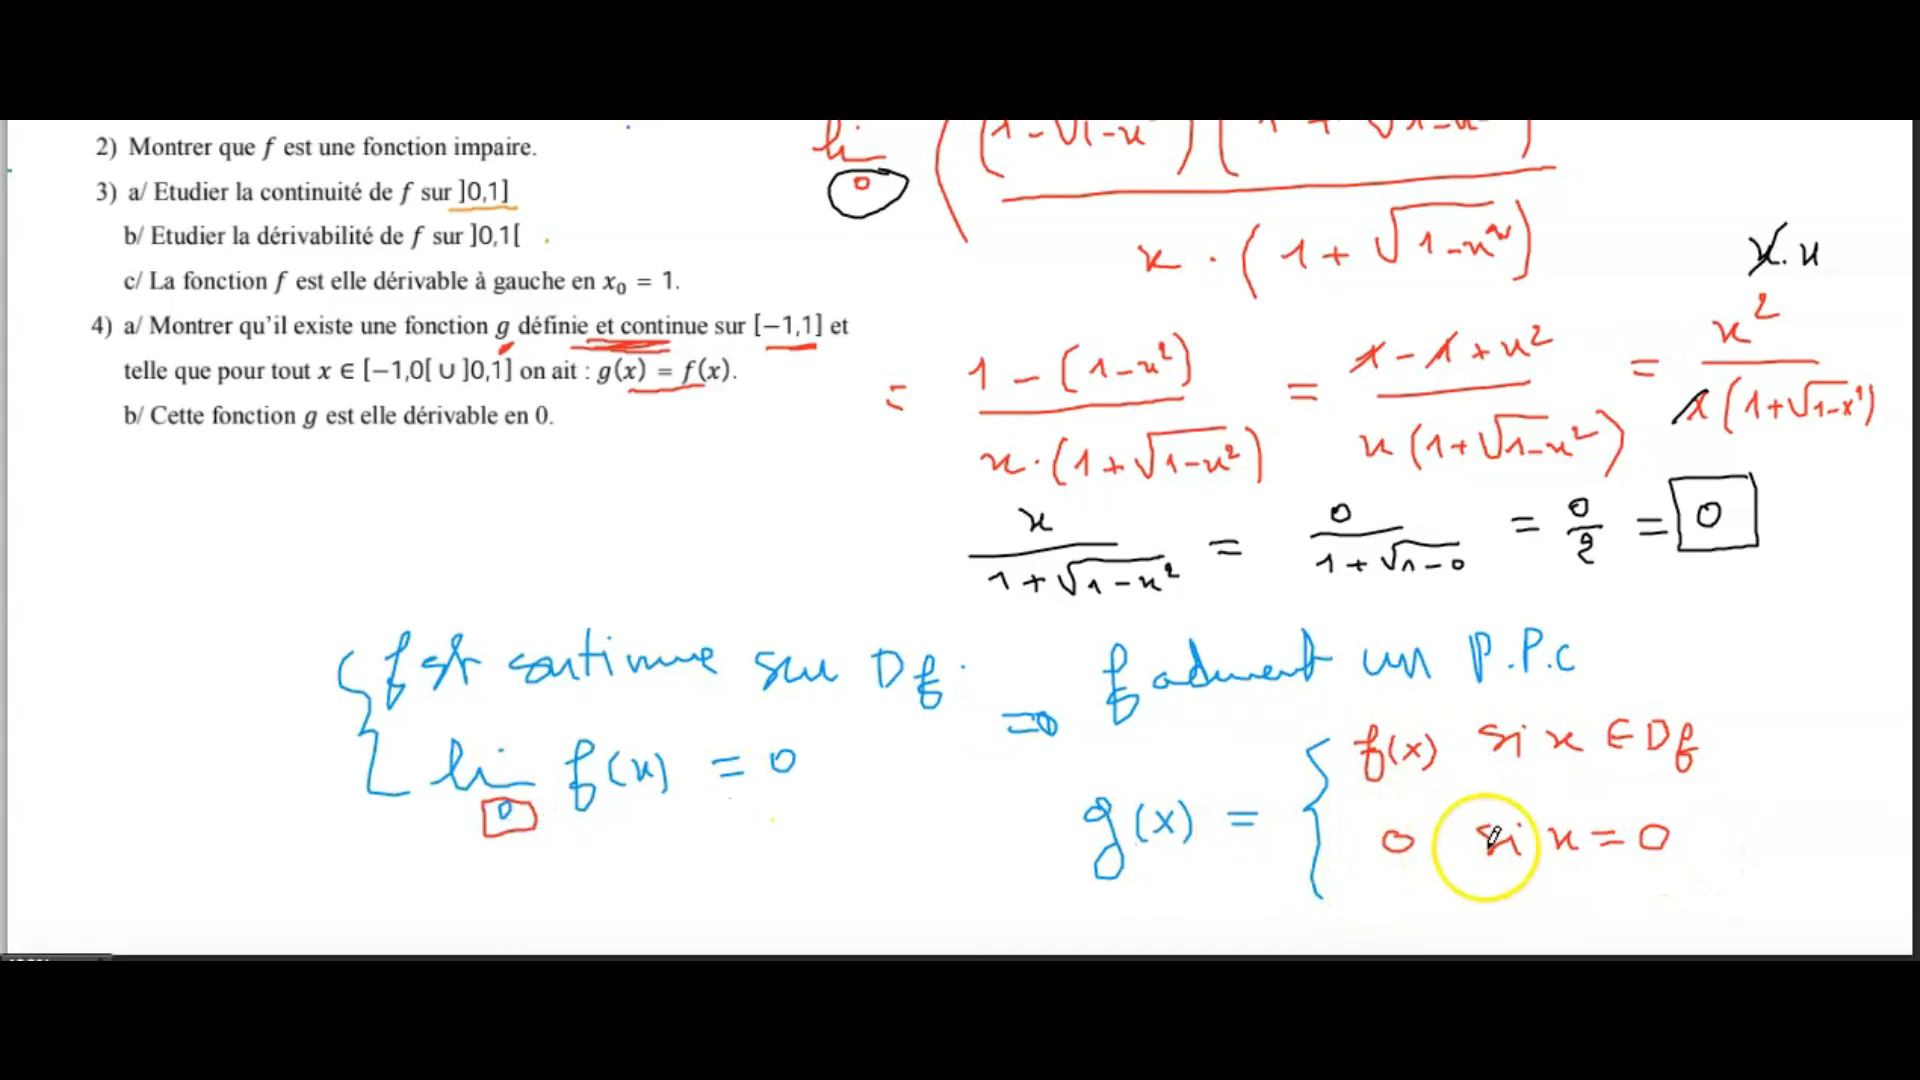 2) Montrer que f est une fonction impaire.
3) a/ Etudier la continuité de f sur ]0,1]
b/ Etudier la dérivabilité de f sur ]0,1[
c/ La fonction f est elle dérivable à gauche en x₀ = 1.
4) a/ Montrer qu'il existe une fonction g définie et continue sur [−1,1] et
telle que pour tout x ∈ [−1,0[ ∪ ]0,1] on ait : g(x) = f(x).
b/ Cette fonction g est elle dérivable en 0.
x · (1 + √(1-x²))
x.x
= (1 - (1-x²)) / (x·(1+√(1-x²))) = (1 - 1 + x²) / (x(1+√(1-x²))) = x² / (x(1+√(1-x²)))
x / (1+√(1-x²)) = 0 / (1+√(1-0)) = 0/2 = 0
f est continue sur Df. ⇒ f admet un P.P.C
lim f(x) = 0
0
g(x) = { f(x) si x ∈ Df
0 si x = 0